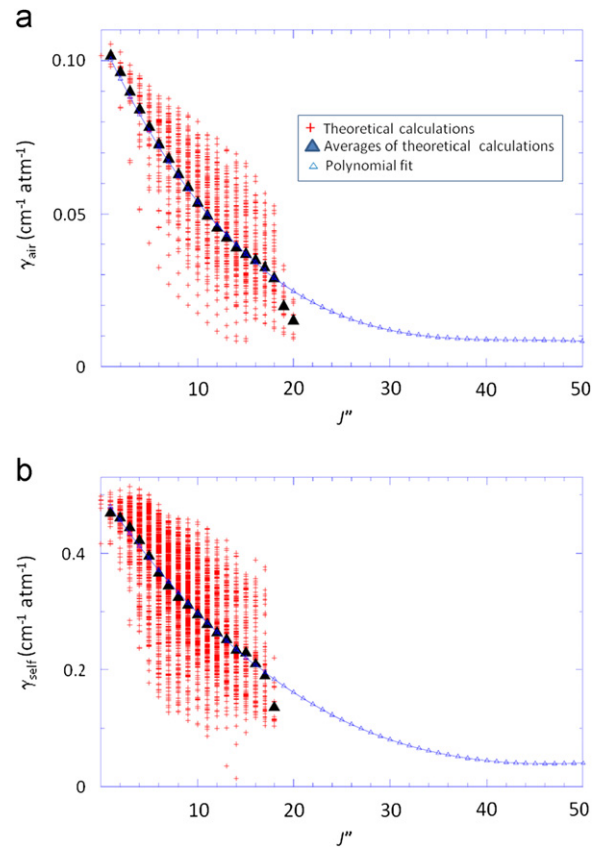 a
0.10
0.05
0
γair (cm⁻¹ atm⁻¹)
+ Theoretical calculations
▲ Averages of theoretical calculations
△ Polynomial fit
10 20 30 40 50
J″
b
0.4
0.2
0
γself (cm⁻¹ atm⁻¹)
0 10 20 30 40 50
J″